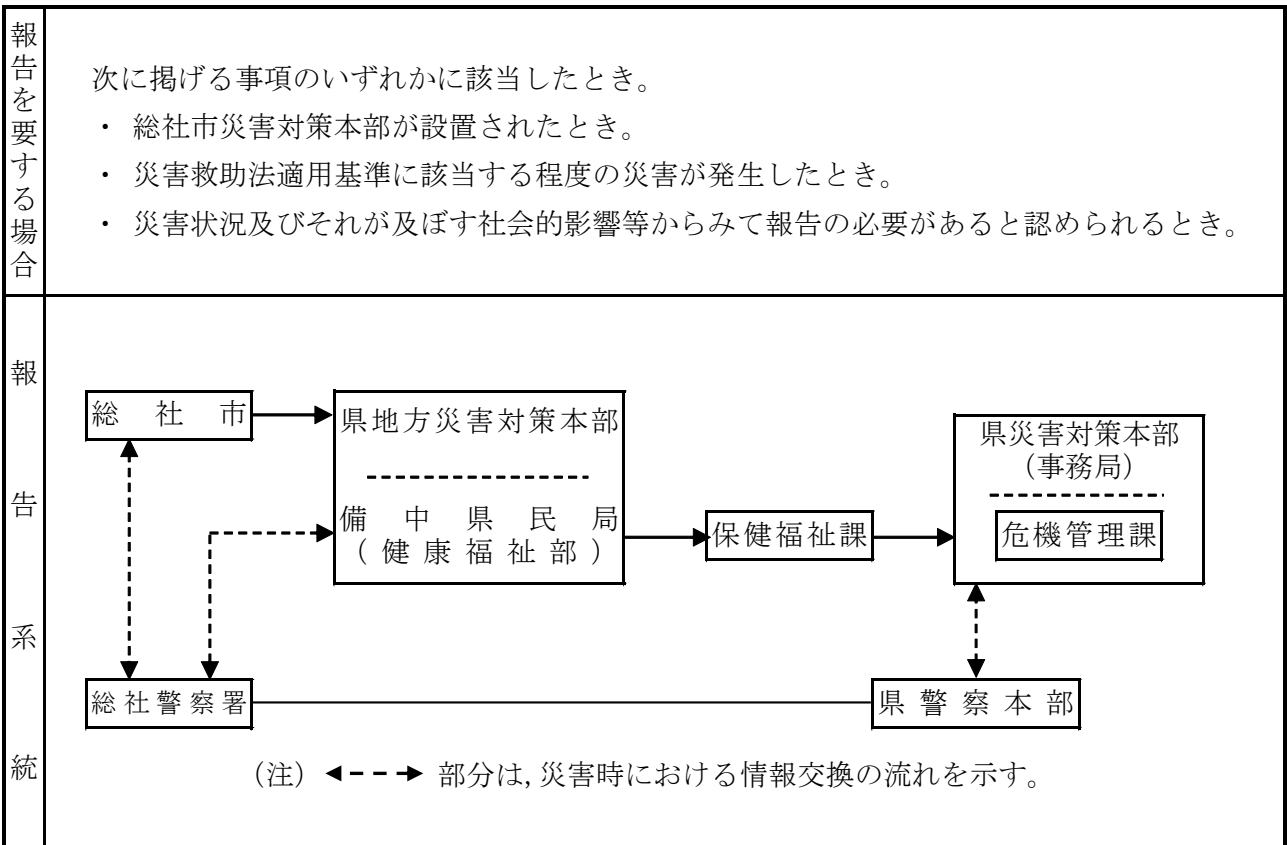 報告を要する場合
次に掲げる事項のいずれかに該当したとき。
・ 総社市災害対策本部が設置されたとき。
・ 災害救助法適用基準に該当する程度の災害が発生したとき。
・ 災害状況及びそれが及ぼす社会的影響等からみて報告の必要があると認められるとき。
報告系統
総社市
県地方災害対策本部
備中県民局
（健康福祉部）
保健福祉課
県災害対策本部
（事務局）
危機管理課
総社警察署
県警察本部
（注） 部分は,災害時における情報交換の流れを示す。